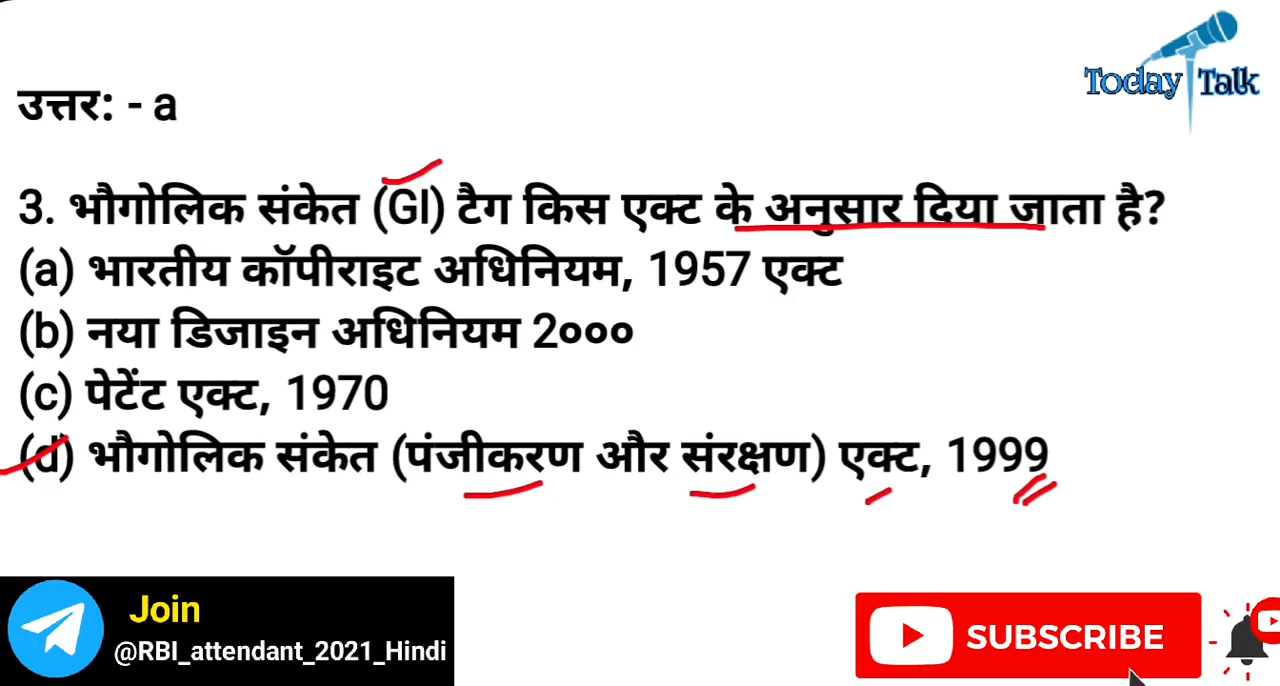 Today Talk
उत्तर: - a
3. भौगोलिक संकेत (GI) टैग किस एक्ट के अनुसार दिया जाता है?
(a) भारतीय कॉपीराइट अधिनियम, 1957 एक्ट
(b) नया डिजाइन अधिनियम 2०००
(c) पेटेंट एक्ट, 1970
(d) भौगोलिक संकेत (पंजीकरण और संरक्षण) एक्ट, 1999
Join
@RBI_attendant_2021_Hindi
SUBSCRIBE